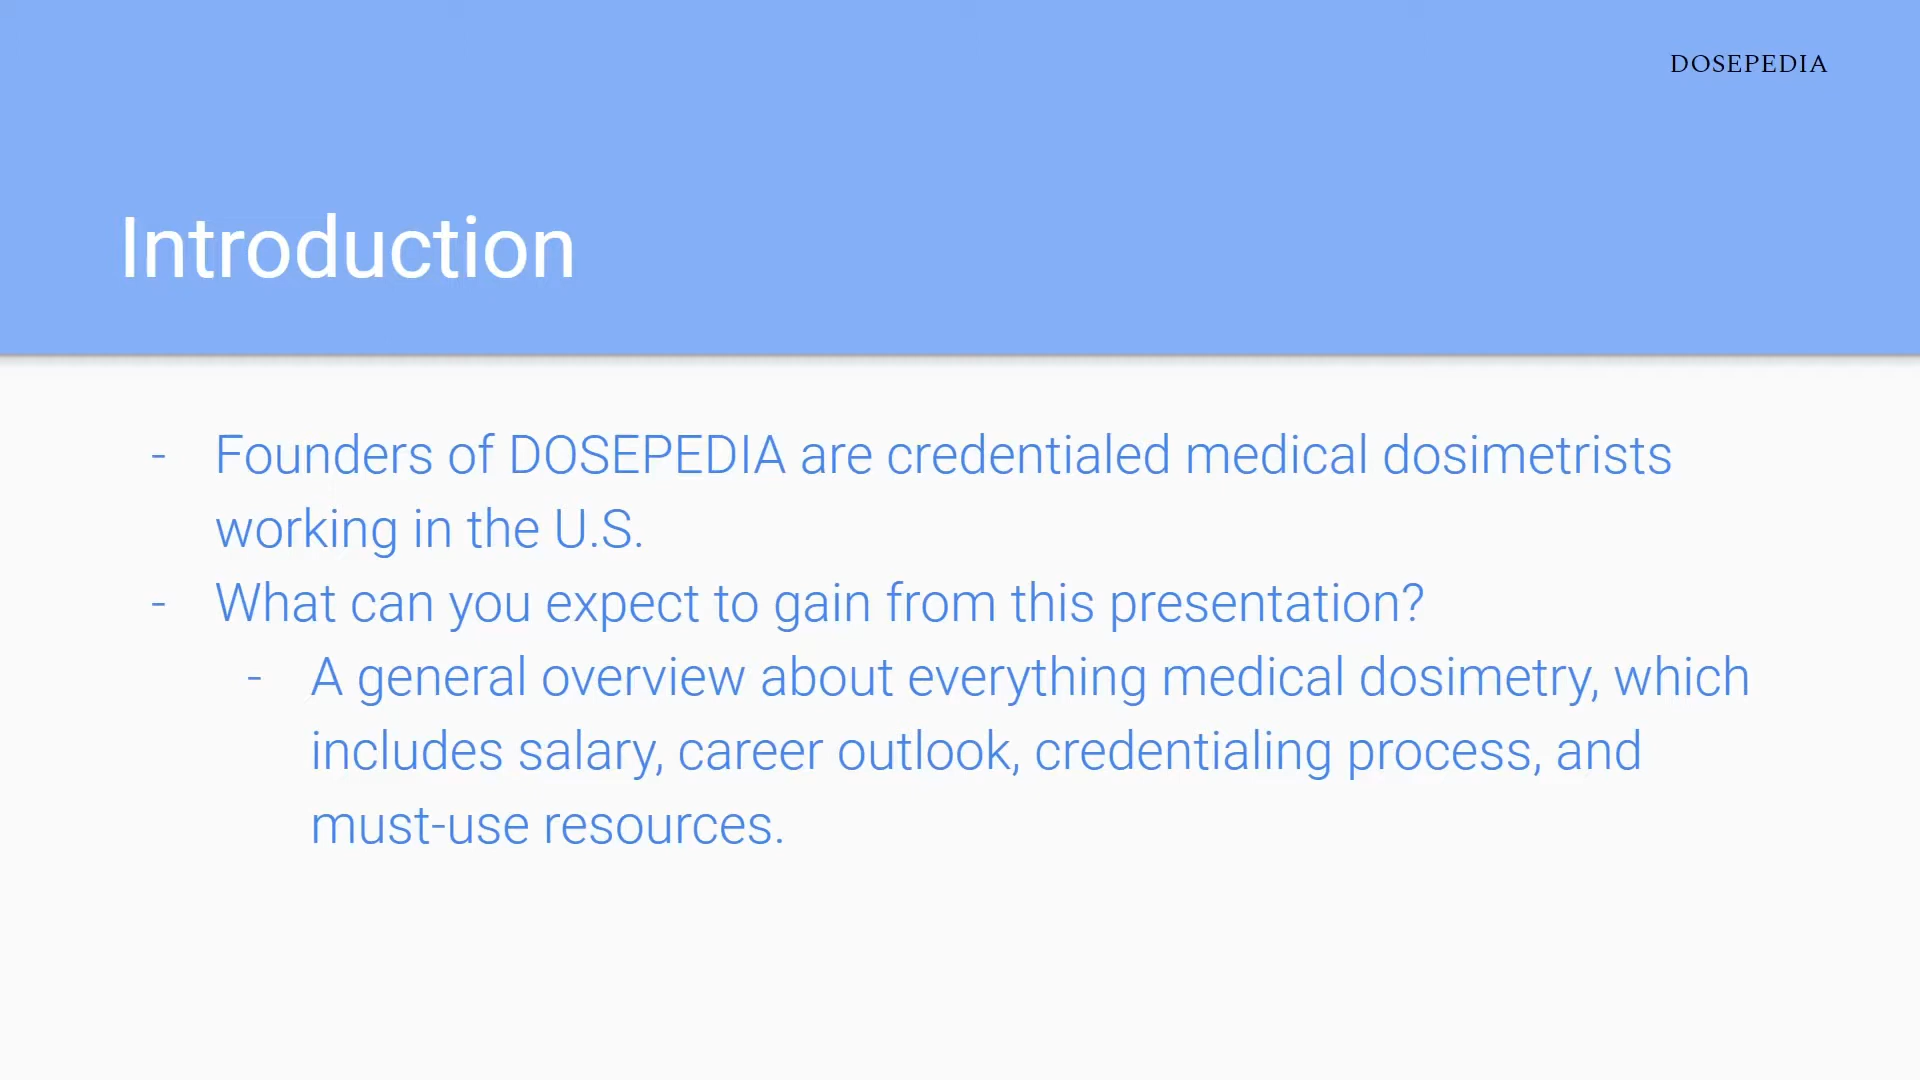 DOSEPEDIA
Introduction
- Founders of DOSEPEDIA are credentialed medical dosimetrists
working in the U.S.
- What can you expect to gain from this presentation?
- A general overview about everything medical dosimetry, which
includes salary, career outlook, credentialing process, and
must-use resources.